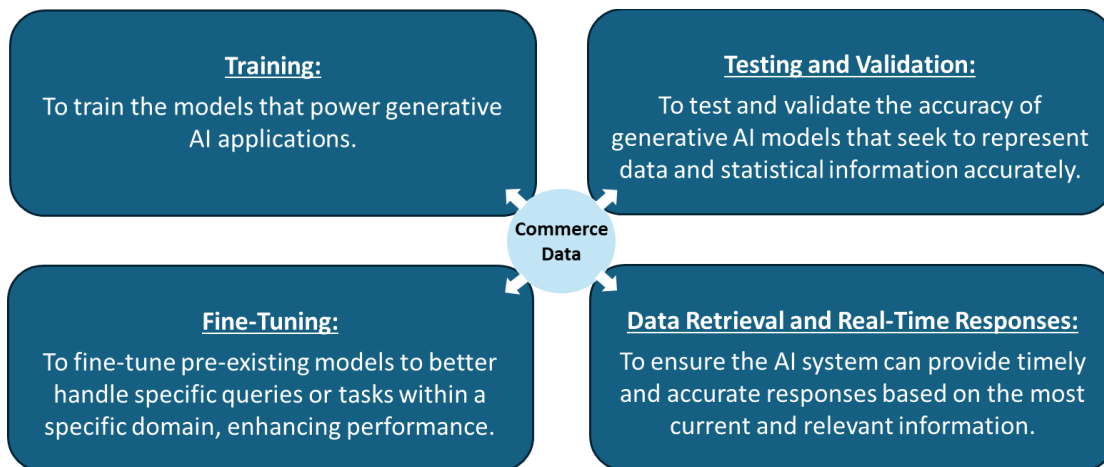 Training:
To train the models that power generative
AI applications.
Testing and Validation:
To test and validate the accuracy of
generative AI models that seek to represent
data and statistical information accurately.
Commerce
Data
Fine-Tuning:
To fine-tune pre-existing models to better
handle specific queries or tasks within a
specific domain, enhancing performance.
Data Retrieval and Real-Time Responses:
To ensure the AI system can provide timely
and accurate responses based on the most
current and relevant information.